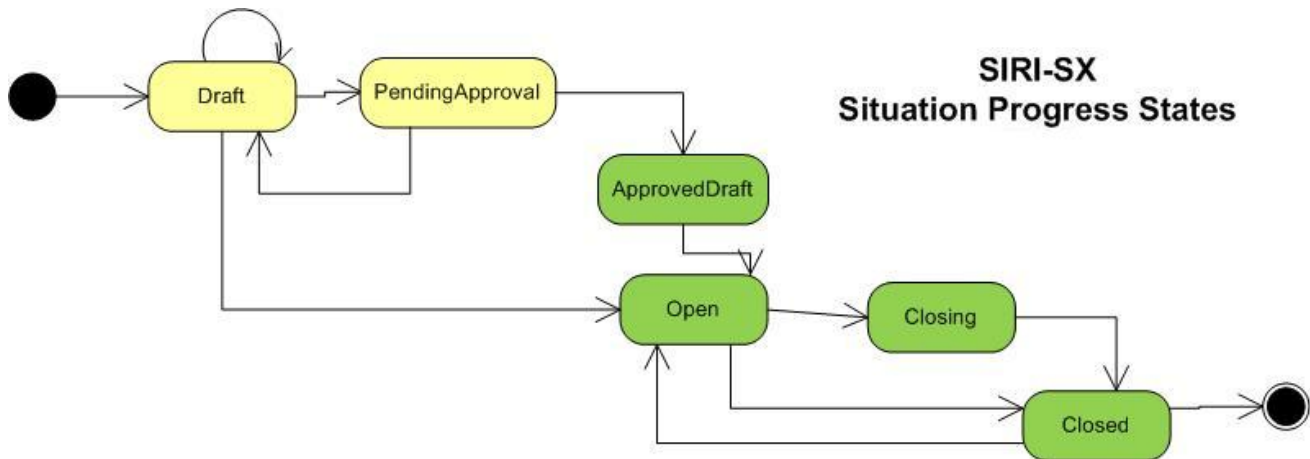 SIRI-SX
Situation Progress States
Draft
PendingApproval
ApprovedDraft
Open
Closing
Closed